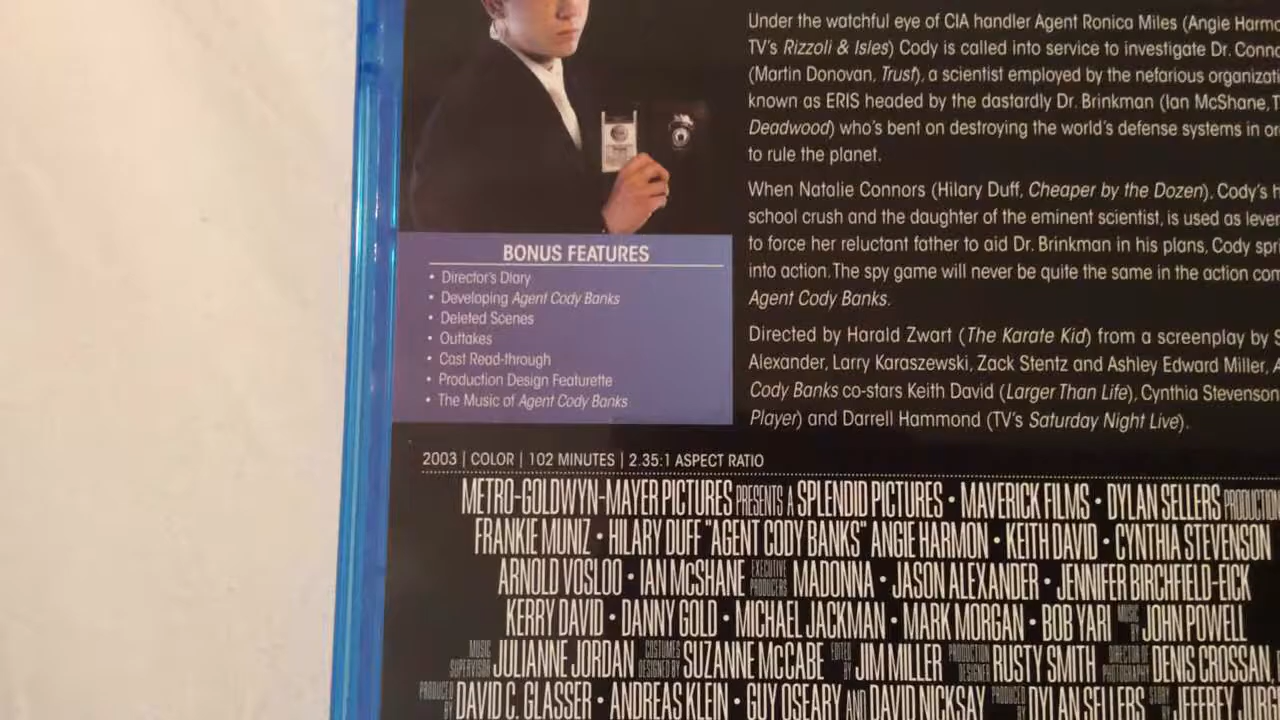 Under the watchful eye of CIA handler Agent Ronica Miles (Angie
TV's Rizzoli & Isles) Cody is called into service to investigate Dr.
(Martin Donovan, Trust), a scientist employed by the nefarious
known as ERIS headed by the dastardly Dr. Brinkman (Ian McShane,
Deadwood) who's bent on destroying the world's defense systems in
to rule the planet.
When Natalie Connors (Hilary Duff, Cheaper by the Dozen), Cody's
school crush and the daughter of the eminent scientist, is used as
to force her reluctant father to aid Dr. Brinkman in his plans, Cody
into action. The spy game will never be quite the same in the action
Agent Cody Banks.
Directed by Harald Zwart (The Karate Kid) from a screenplay by
Alexander, Larry Karaszewski, Zack Stentz and Ashley Edward Miller,
Cody Banks co-stars Keith David (Larger Than Life), Cynthia Stevenson
Player) and Darrell Hammond (TV's Saturday Night Live).
BONUS FEATURES
• Director's Diary
• Developing Agent Cody Banks
• Deleted Scenes
• Outtakes
• Cast Read-through
• Production Design Featurette
• The Music of Agent Cody Banks
2003 | COLOR | 102 MINUTES | 2.35:1 ASPECT RATIO
METRO-GOLDWYN-MAYER PICTURES PRESENTS A SPLENDID PICTURES • MAVERICK FILMS • DYLAN SELLERS
FRANKIE MUNIZ • HILARY DUFF "AGENT CODY BANKS" ANGIE HARMON • KEITH DAVID • CYNTHIA STEVENSON
ARNOLD VOSLOO • IAN MCSHANE EXECUTIVE PRODUCERS MADONNA • JASON ALEXANDER • JENNIFER BIRCHFIELD-EICK
KERRY DAVID • DANNY GOLD • MICHAEL JACKMAN • MARK MORGAN • BOB YARI MUSIC BY JOHN POWELL
MUSIC SUPERVISOR JULIANNE JORDAN COSTUMES DESIGNED BY SUZANNE McCABE EDITED BY JIM MILLER PRODUCTION DESIGNER RUSTY SMITH DIRECTOR OF PHOTOGRAPHY DENIS CROSSAN,
PRODUCED BY DAVID C. GLASSER • ANDREAS KLEIN • GUY OSEARY AND DAVID NICKSAY PRODUCED BY DYLAN SELLERS STORY BY JEFFREY